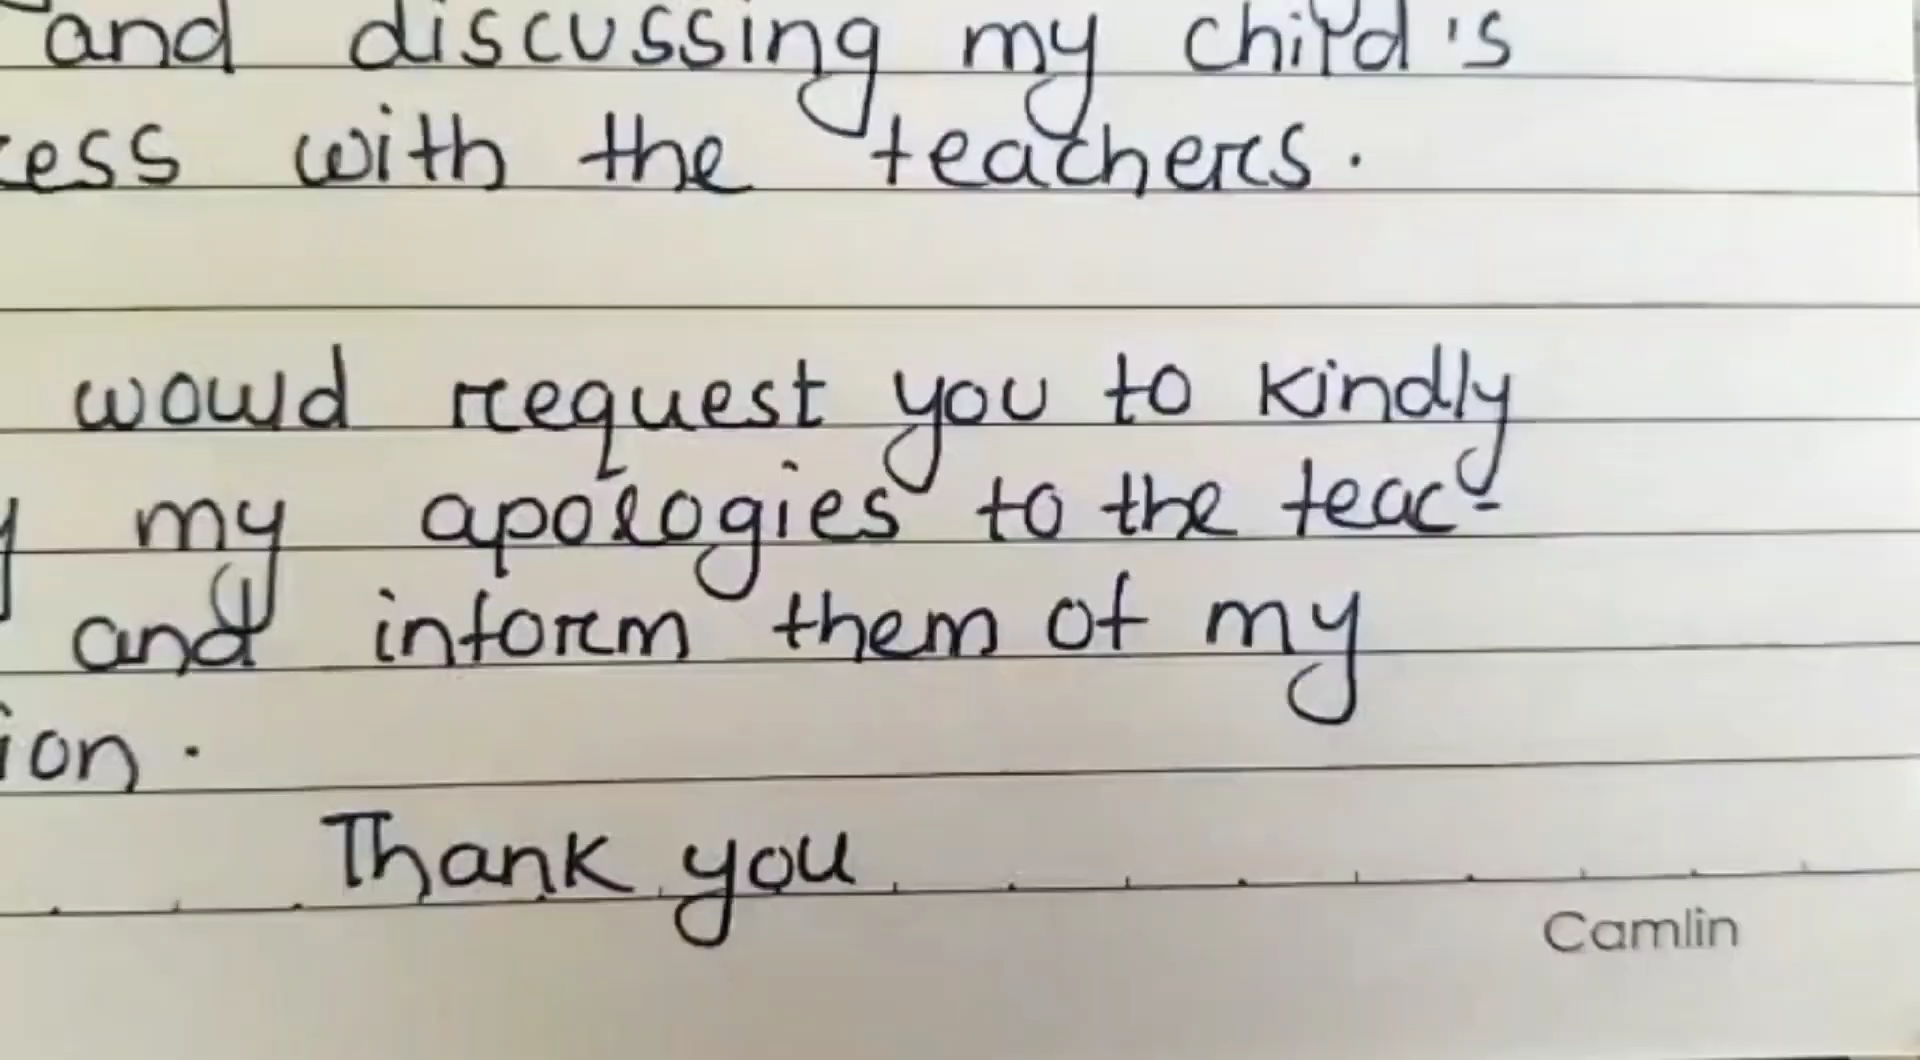 and discussing my child's
ress with the teachers.
would request you to kindly
y my apologies to the teac-
and inform them of my
ion.
Thank you
Camlin